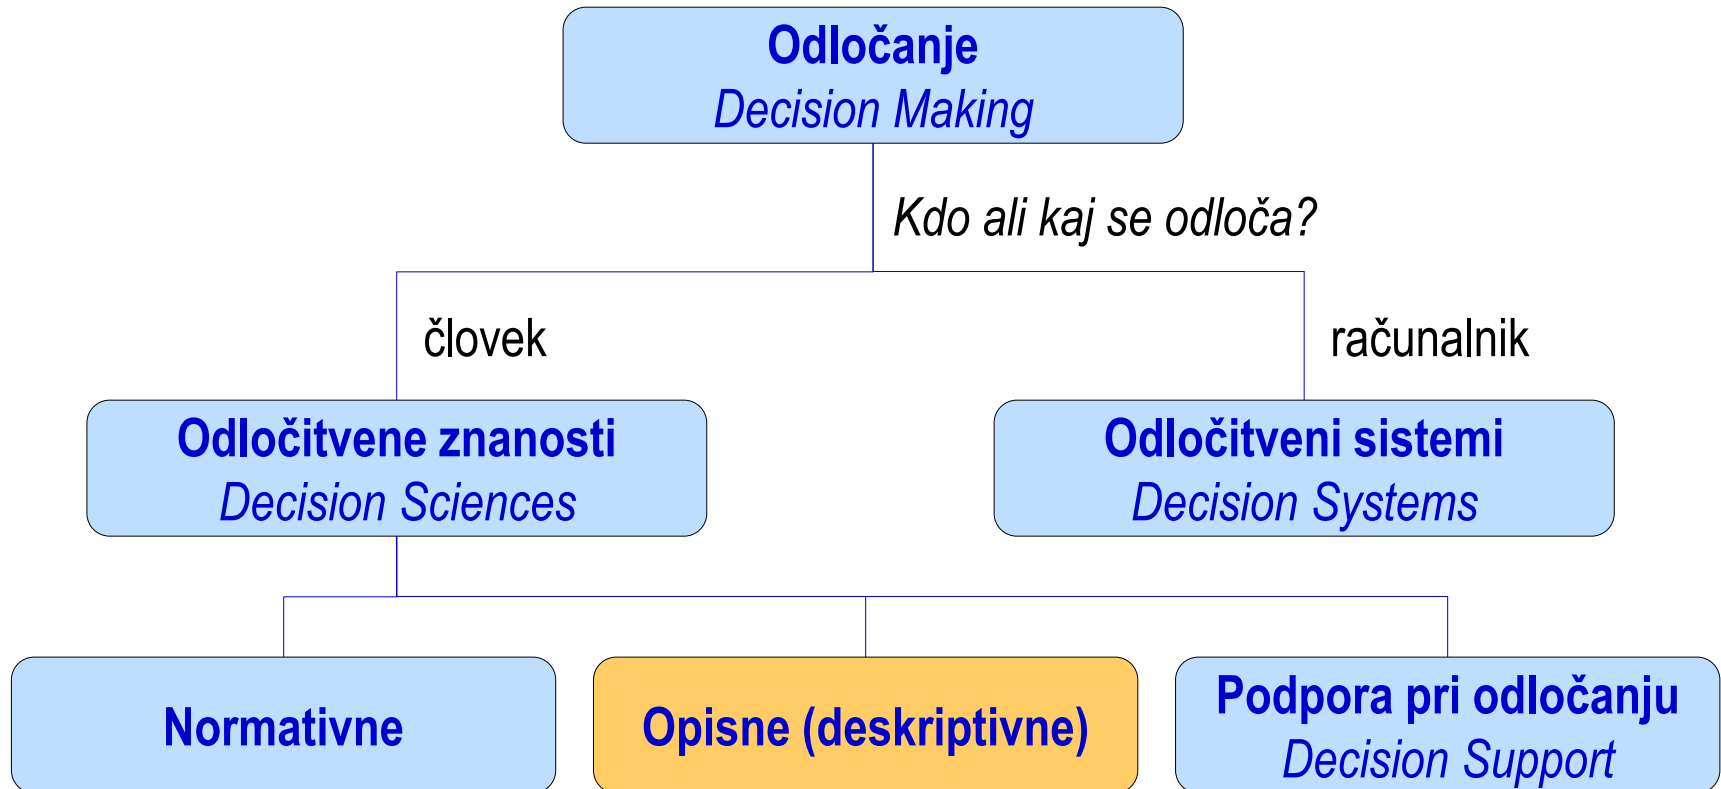 Odločanje
Decision Making
Kdo ali kaj se odloča?
človek
računalnik
Odločitvene znanosti
Decision Sciences
Odločitveni sistemi
Decision Systems
Normativne
Opisne (deskriptivne)
Podpora pri odločanju
Decision Support